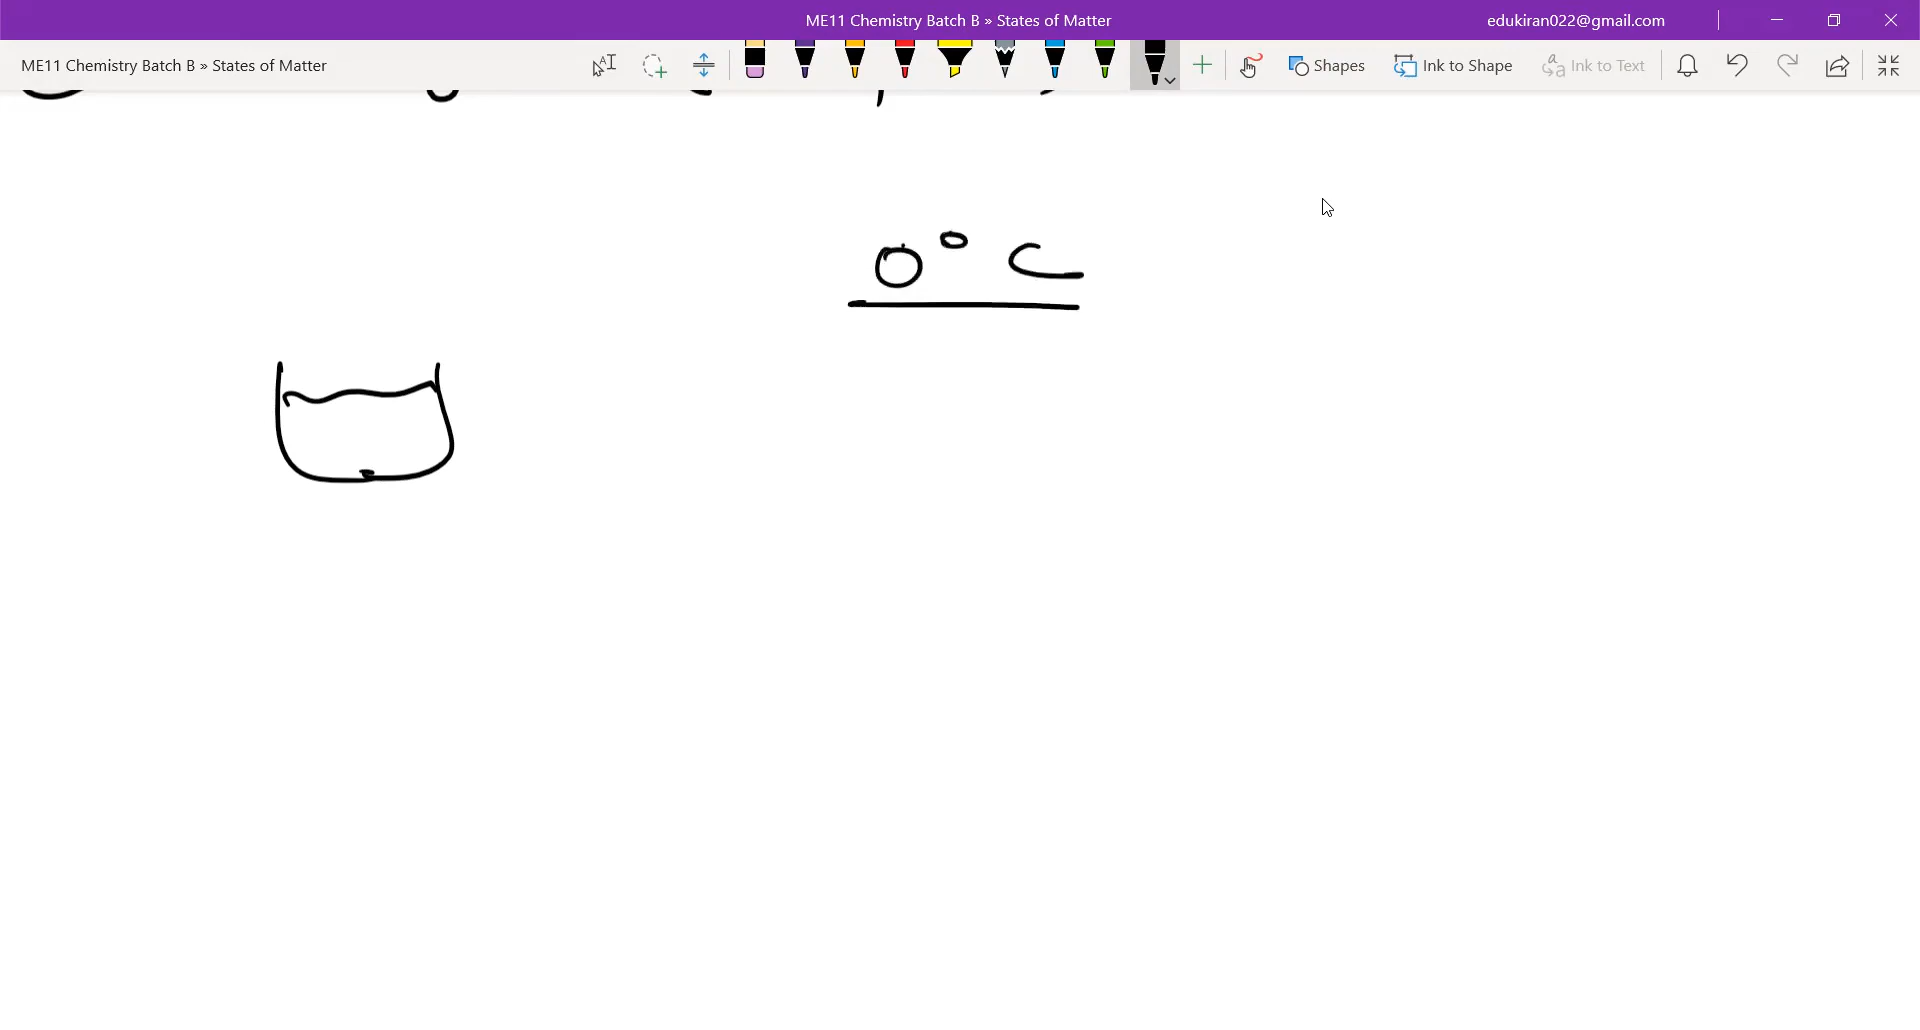 ME11 Chemistry Batch B » States of Matter
edukiran022@gmail.com
ME11 Chemistry Batch B » States of Matter
Shapes
Ink to Shape
Ink to Text
0° C